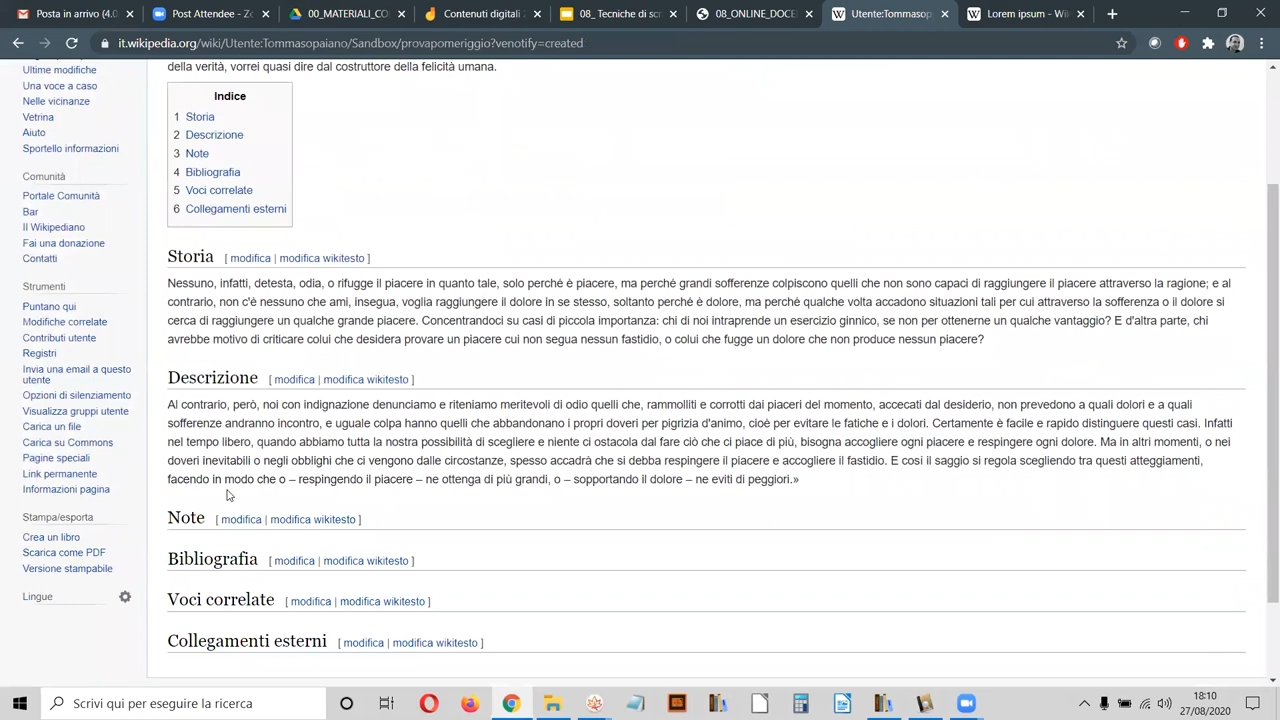 Posta in arrivo (4.0
Post Attendee - Zo
00_MATERIALI_CO
Contenuti digitali
08_ Tecniche di scr
08_ONLINE_DOCE
Utente:Tommasop
Lorem ipsum - Wik
it.wikipedia.org/wiki/Utente:Tommasopaiano/Sandbox/provapomeriggio?venotify=created
Ultime modifiche
Una voce a caso
Nelle vicinanze
Vetrina
Aiuto
Sportello informazioni
Comunità
Portale Comunità
Bar
Il Wikipediano
Fai una donazione
Contatti
Strumenti
Puntano qui
Modifiche correlate
Contributi utente
Registri
Invia una email a questo
utente
Opzioni di silenziamento
Visualizza gruppi utente
Carica un file
Carica su Commons
Pagine speciali
Link permanente
Informazioni pagina
Stampa/esporta
Crea un libro
Scarica come PDF
Versione stampabile
Lingue
della verità, vorrei quasi dire dal costruttore della felicità umana.
Indice
1 Storia
2 Descrizione
3 Note
4 Bibliografia
5 Voci correlate
6 Collegamenti esterni
Storia [ modifica | modifica wikitesto ]
Nessuno, infatti, detesta, odia, o rifugge il piacere in quanto tale, solo perché è piacere, ma perché grandi sofferenze colpiscono quelli che non sono capaci di raggiungere il piacere attraverso la ragione; e al
contrario, non c'è nessuno che ami, insegua, voglia raggiungere il dolore in se stesso, soltanto perché è dolore, ma perché qualche volta accadono situazioni tali per cui attraverso la sofferenza o il dolore si
cerca di raggiungere un qualche grande piacere. Concentrandoci su casi di piccola importanza: chi di noi intraprende un esercizio ginnico, se non per ottenerne un qualche vantaggio? E d'altra parte, chi
avrebbe motivo di criticare colui che desidera provare un piacere cui non segua nessun fastidio, o colui che fugge un dolore che non produce nessun piacere?
Descrizione [ modifica | modifica wikitesto ]
Al contrario, però, noi con indignazione denunciamo e riteniamo meritevoli di odio quelli che, rammolliti e corrotti dai piaceri del momento, accecati dal desiderio, non prevedono a quali dolori e a quali
sofferenze andranno incontro, e uguale colpa hanno quelli che abbandonano i propri doveri per pigrizia d'animo, cioè per evitare le fatiche e i dolori. Certamente è facile e rapido distinguere questi casi. Infatti
nel tempo libero, quando abbiamo tutta la nostra possibilità di scegliere e niente ci ostacola dal fare ciò che ci piace di più, bisogna accogliere ogni piacere e respingere ogni dolore. Ma in altri momenti, o nei
doveri inevitabili o negli obblighi che ci vengono dalle circostanze, spesso accadrà che si debba respingere il piacere e accogliere il fastidio. E così il saggio si regola scegliendo tra questi atteggiamenti,
facendo in modo che o – respingendo il piacere – ne ottenga di più grandi, o – sopportando il dolore – ne eviti di peggiori.»
Note [ modifica | modifica wikitesto ]
Bibliografia [ modifica | modifica wikitesto ]
Voci correlate [ modifica | modifica wikitesto ]
Collegamenti esterni [ modifica | modifica wikitesto ]
Scrivi qui per eseguire la ricerca
18:10
27/08/2020